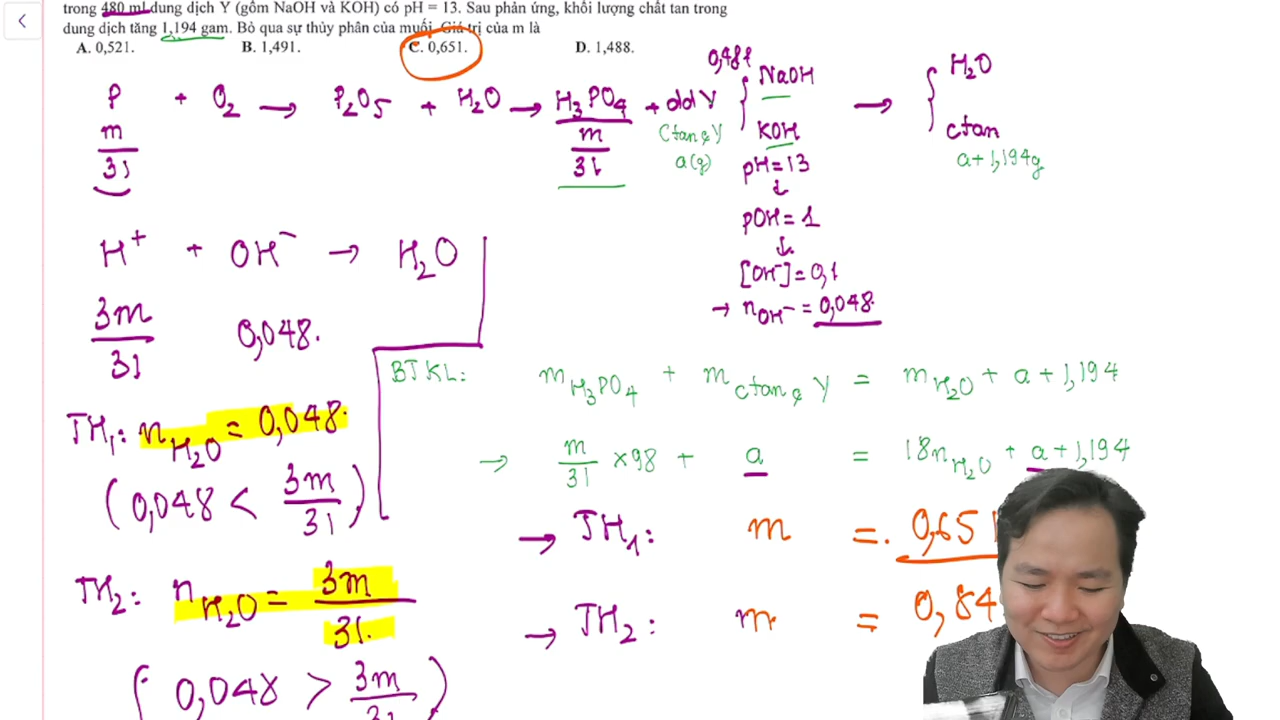 trong 480 ml dung dịch Y (gồm NaOH và KOH) có pH = 13. Sau phản ứng, khối lượng chất tan trong
dung dịch tăng 1,194 gam. Bỏ qua sự thủy phân của muối. Giá trị của m là
A. 0,521. B. 1,491. C. 0,651. D. 1,488.
P + O2 → P2O5 + H2O → H3PO4 + dd Y { NaOH KOH → { H2O ctan
0,48l
m/31
m/31
Ctan ę Y
a(g)
a+1,194g
pH=13
↓
pOH=1
↓
[OH-]=0,1
→ nOH- = 0,048.
H+ + OH- → H2O
3m/31 0,048.
BTKL: mH3PO4 + mctan ę Y = mH2O + a + 1,194
→ m/31 ×98 + a = 18nH2O + a + 1,194
TH1: nH2O = 0,048.
(0,048 < 3m/31)
→ TH1: m = 0,651
TH2: nH2O = 3m/31.
→ TH2: m = 0,84
(0,048 > 3m/31)